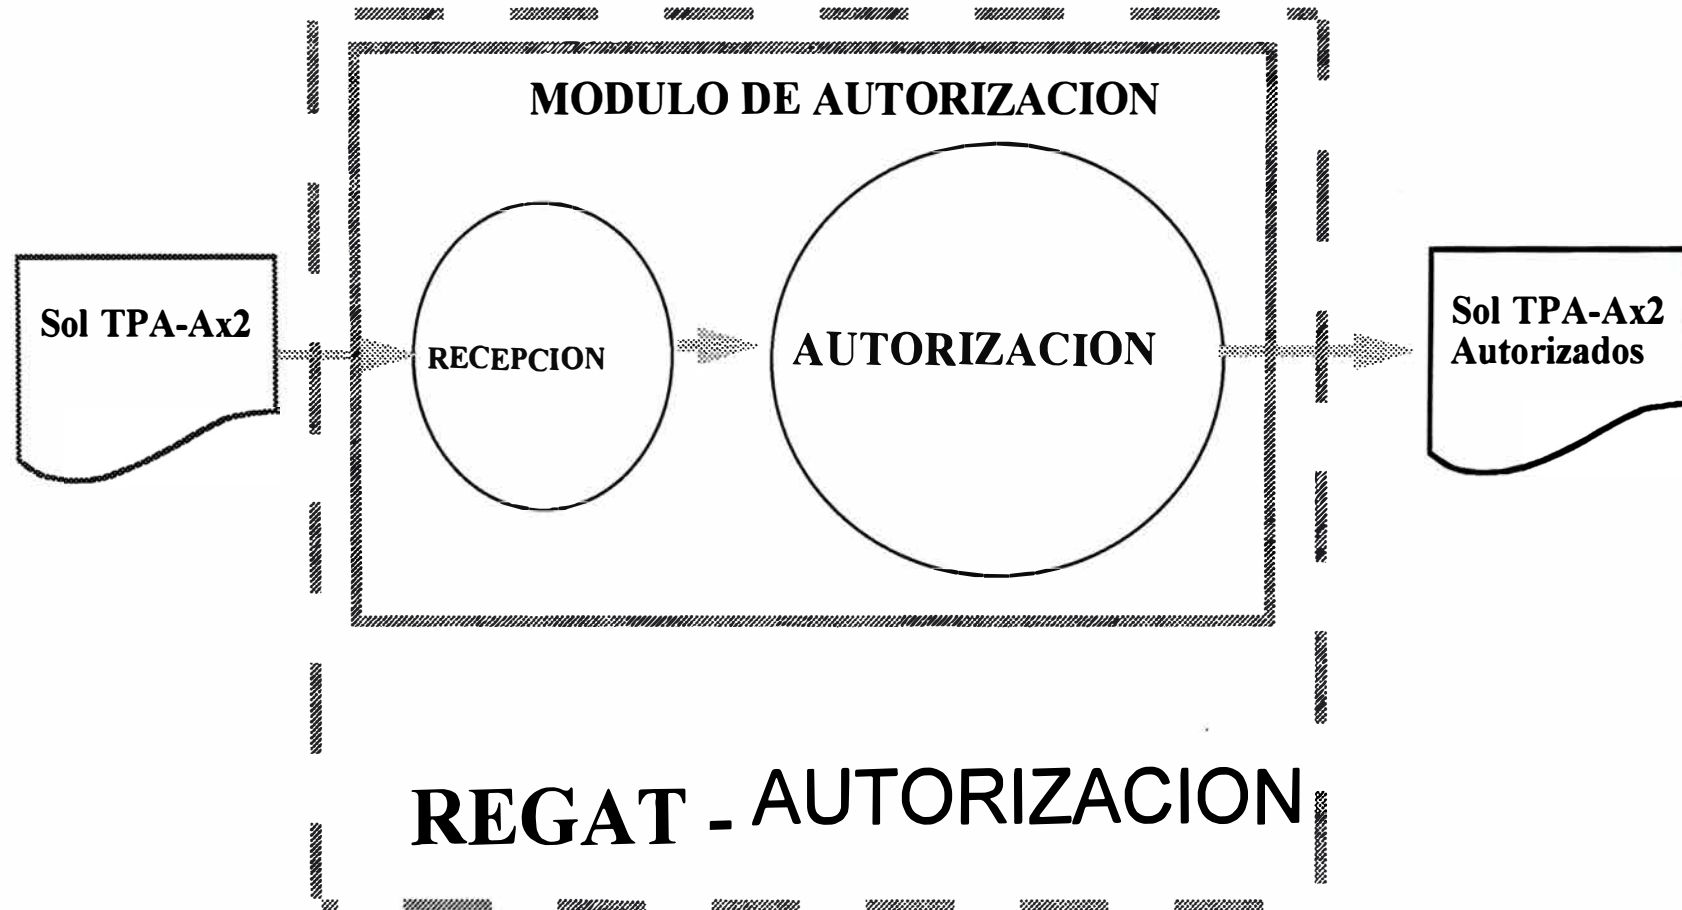 MODULO DE AUTORIZACION
Sol TPA-Ax2
RECEPCION
AUTORIZACION
Sol TPA-Ax2
Autorizados
REGAT - AUTORIZACION